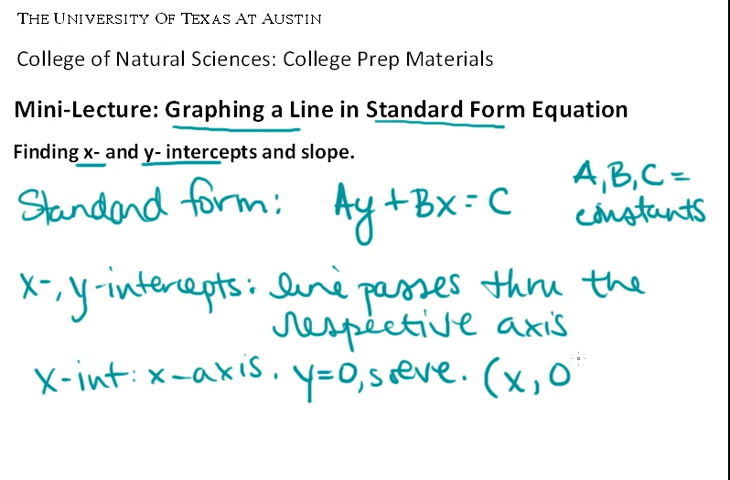 THE UNIVERSITY OF TEXAS AT AUSTIN
College of Natural Sciences: College Prep Materials
Mini-Lecture: Graphing a Line in Standard Form Equation
Finding x- and y- intercepts and slope.
Standard form: Ay + Bx = C
A, B, C =
constants
x-, y-intercepts: line passes thru the
respective axis
x-int: x-axis. y=0, solve. (x, 0